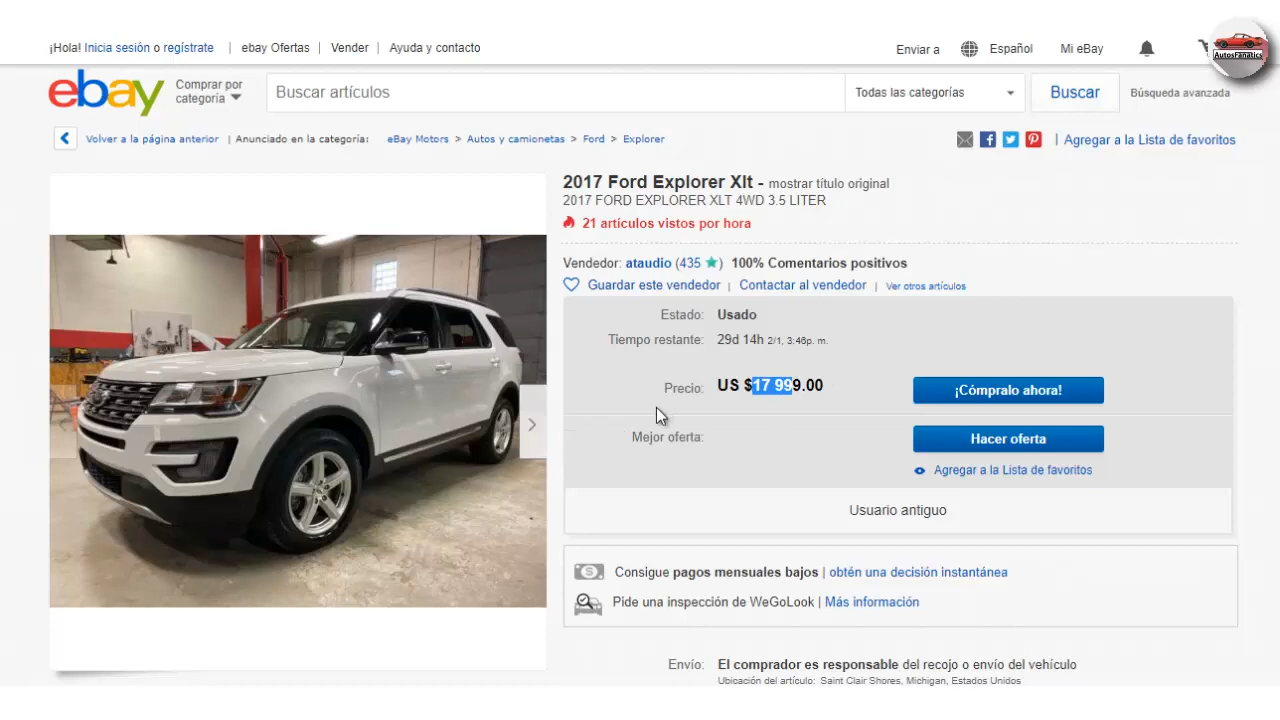 ¡Hola! Inicia sesión o regístrate | ebay Ofertas | Vender | Ayuda y contacto
Enviar a Español Mi eBay
AutosFanatics
ebay
Comprar por categoría
Buscar artículos
Todas las categorías
Buscar
Búsqueda avanzada
Volver a la página anterior | Anunciado en la categoría: eBay Motors > Autos y camionetas > Ford > Explorer
| Agregar a la Lista de favoritos
2017 Ford Explorer Xlt - mostrar título original
2017 FORD EXPLORER XLT 4WD 3.5 LITER
21 artículos vistos por hora
Vendedor: ataudio (435 ) 100% Comentarios positivos
Guardar este vendedor | Contactar al vendedor | Ver otros artículos
Estado: Usado
Tiempo restante: 29d 14h 2/1, 3:46p. m.
Precio: US $17 999.00
¡Cómpralo ahora!
Mejor oferta:
Hacer oferta
Agregar a la Lista de favoritos
Usuario antiguo
Consigue pagos mensuales bajos | obtén una decisión instantánea
Pide una inspección de WeGoLook | Más información
Envío: El comprador es responsable del recojo o envío del vehículo
Ubicación del artículo: Saint Clair Shores, Michigan, Estados Unidos